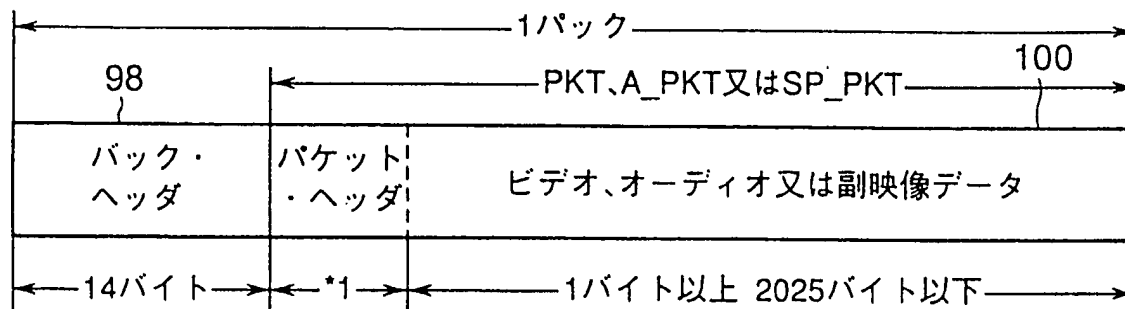 1パック
100
98
PKT、A_PKT又はSP_PKT
バック・
ヘッダ
パケット
・ヘッダ
ビデオ、オーディオ又は副映像データ
14バイト
*1
1バイト以上 2025バイト以下